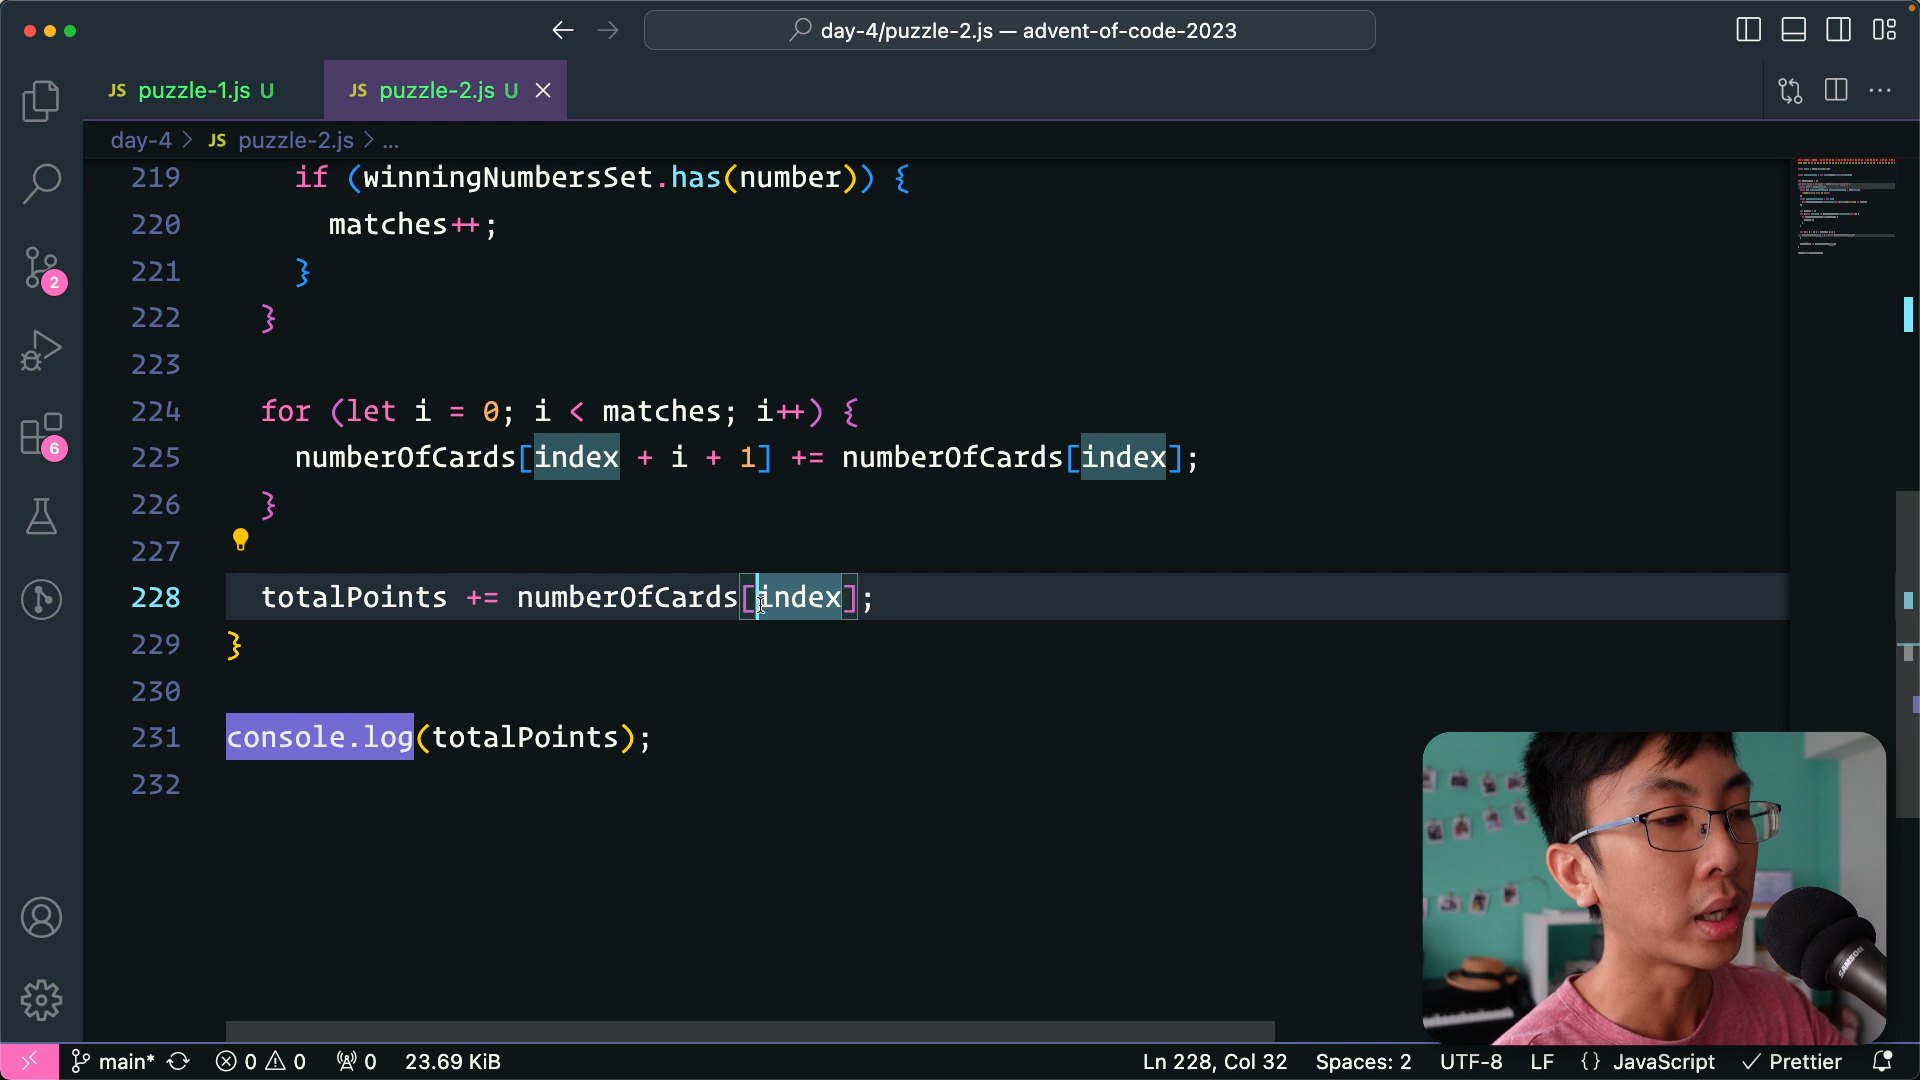 day-4/puzzle-2.js — advent-of-code-2023
JS puzzle-1.js U
JS puzzle-2.js U
day-4 > JS puzzle-2.js > ...
219 if (winningNumbersSet.has(number)) {
220 matches++;
221 }
222 }
223
224 for (let i = 0; i < matches; i++) {
225 numberOfCards[index + i + 1] += numberOfCards[index];
226 }
227
228 totalPoints += numberOfCards[index];
229 }
230
231 console.log(totalPoints);
232
2
6
SAMSON
main* 0 0 0 23.69 KiB Ln 228, Col 32 Spaces: 2 UTF-8 LF {} JavaScript Prettier